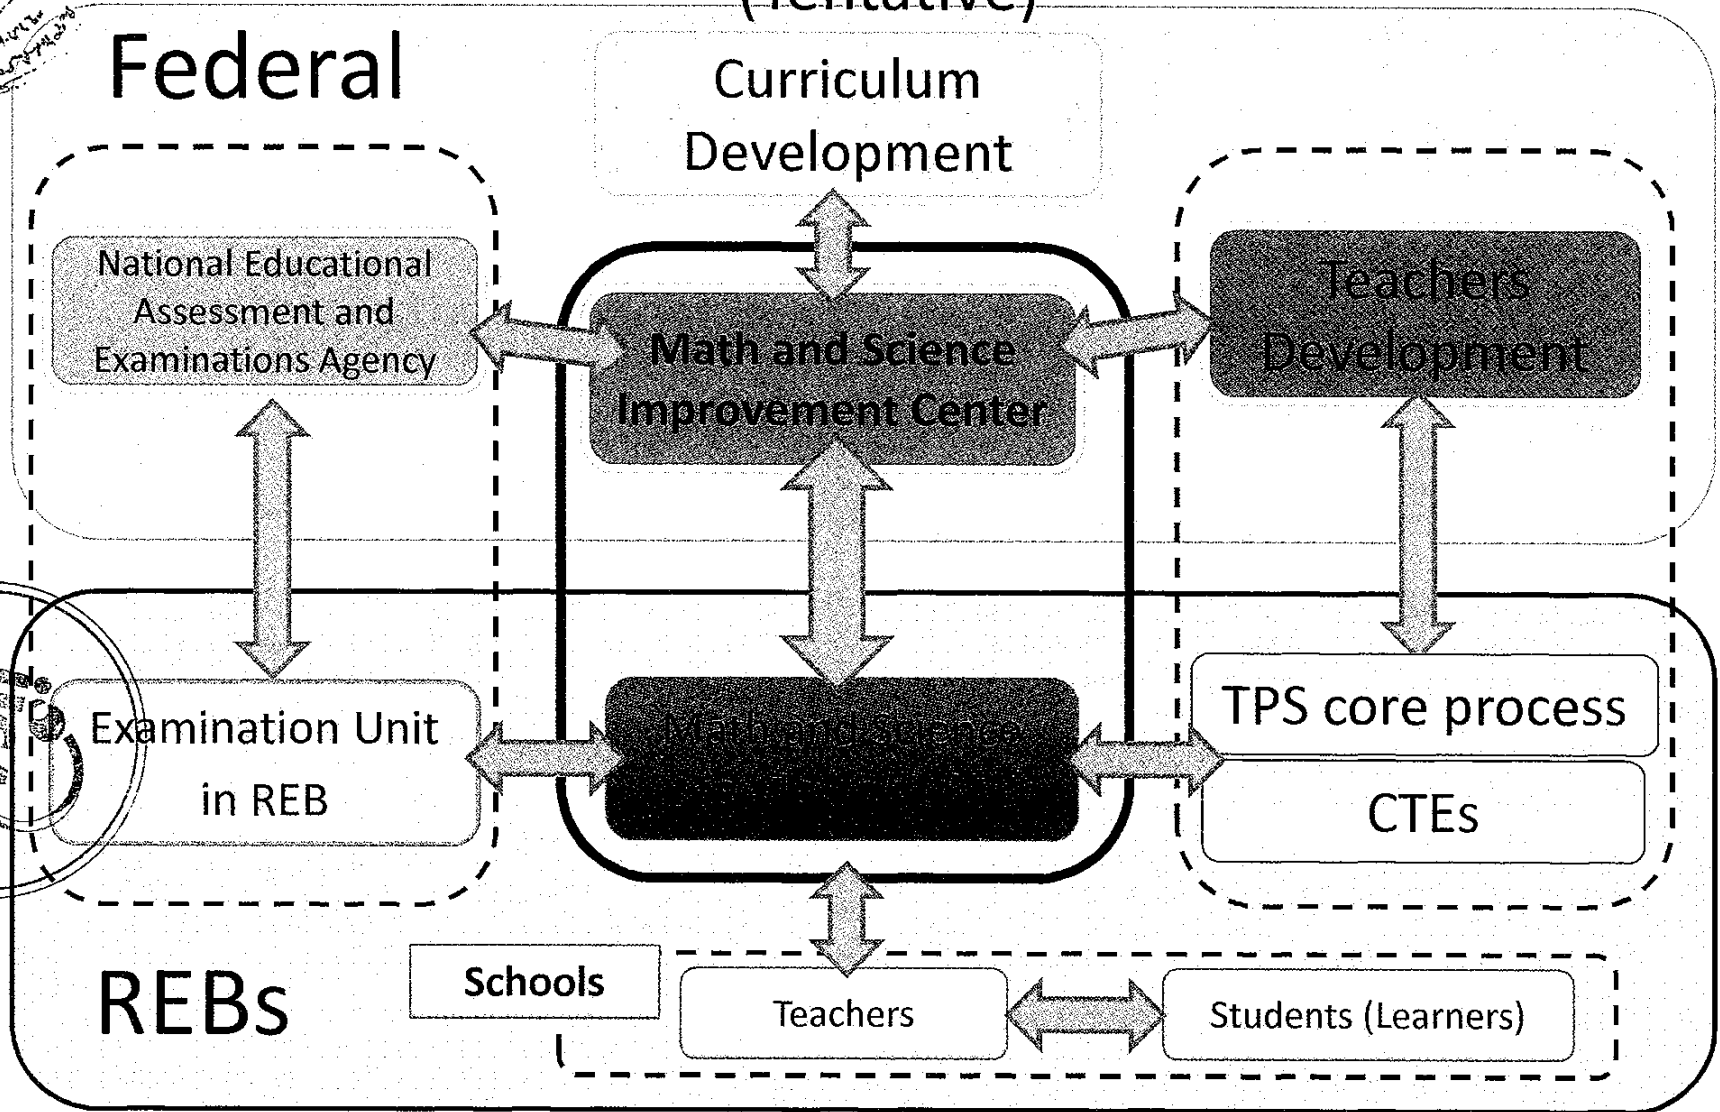 (Tentative)
Federal
Curriculum
Development
National Educational
Assessment and
Examinations Agency
Math and Science
Improvement Center
Teachers
Development
Examination Unit
in REB
Math and Science
TPS core process
CTEs
REBs
Schools
Teachers
Students (Learners)